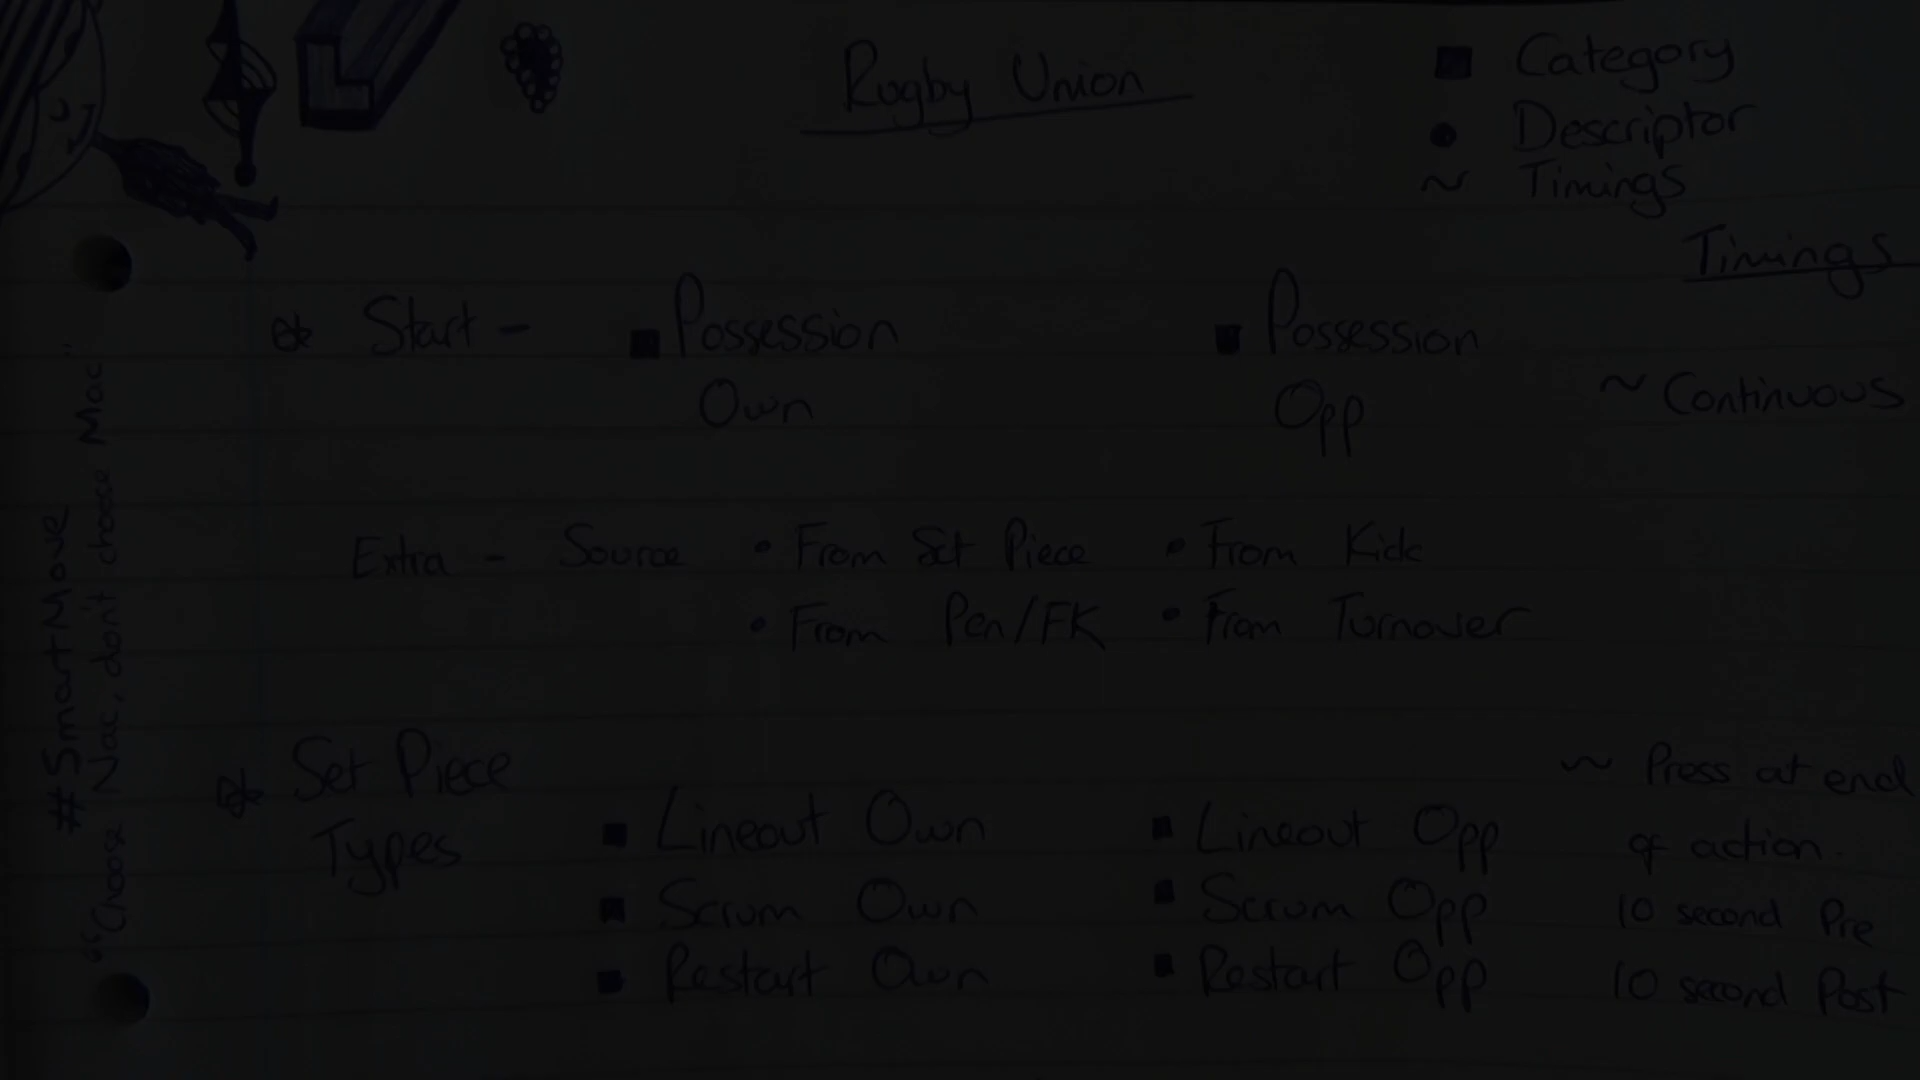 Rugby Union
■ Category
• Descriptor
~ Timings
Timings
Start - ■ Possession Own ■ Possession Opp ~ Continuous
Extra - Source • From Set Piece • From Kick
• From Pen/FK • From Turnover
Set Piece Types
~ Press at end
■ Lineout Own ■ Lineout Opp of action.
■ Scrum Own ■ Scrum Opp 10 second Pre
■ Restart Own ■ Restart Opp 10 second Post
#SmartMove
"Choose Nac, don't choose Mac"